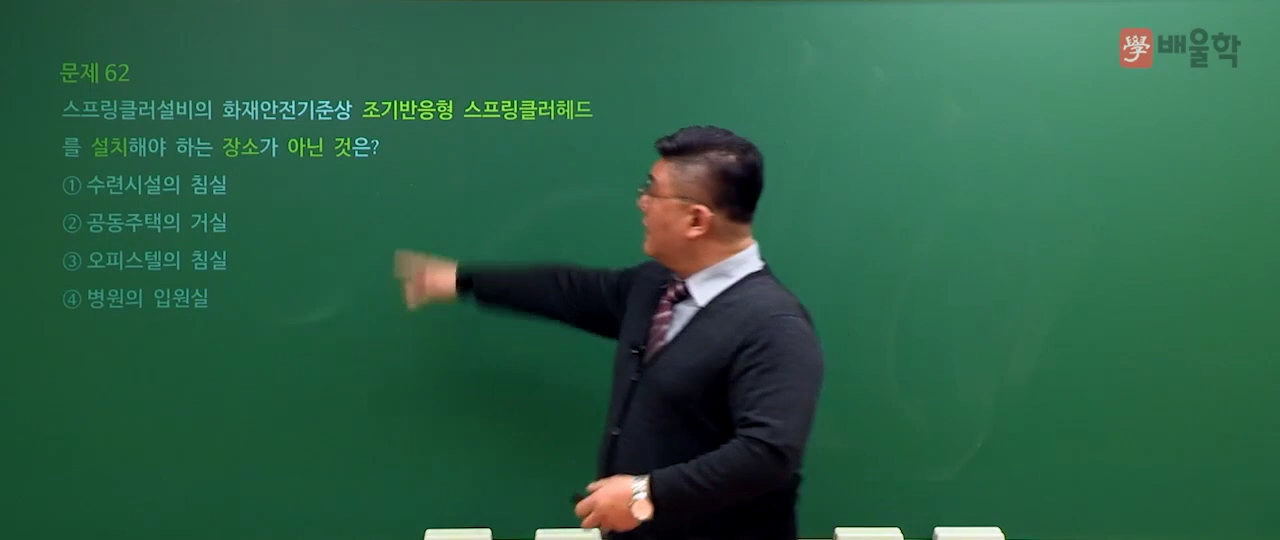 學 배울학
문제 62
스프링클러설비의 화재안전기준상 조기반응형 스프링클러헤드
를 설치해야 하는 장소가 아닌 것은?
① 수련시설의 침실
② 공동주택의 거실
③ 오피스텔의 침실
④ 병원의 입원실